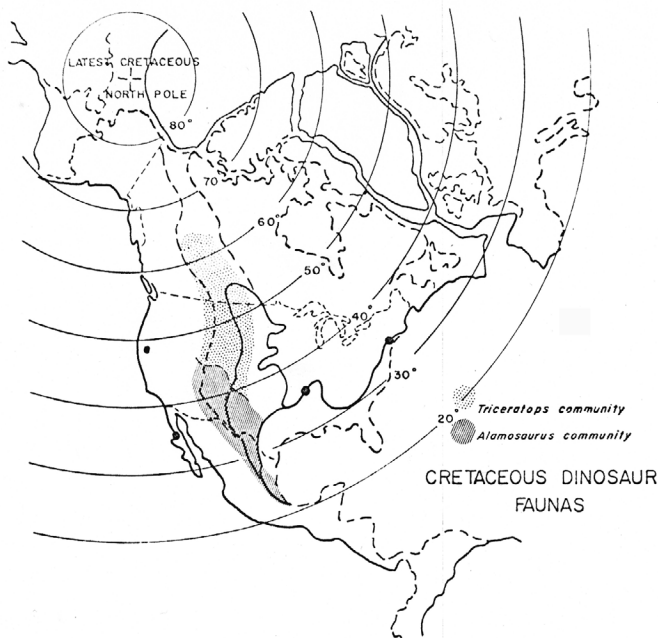 LATEST CRETACEOUS
NORTH POLE
80°
70
60°
50°
40°
30°
20°
Triceratops community
Alamosaurus community
CRETACEOUS DINOSAUR
FAUNAS